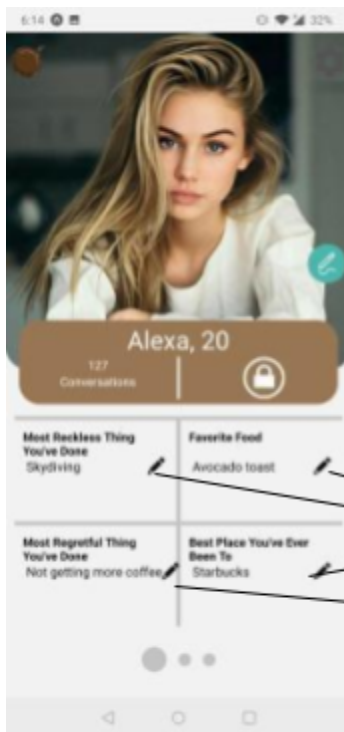 6:14
32%
Alexa, 20
127
Conversations
Most Reckless Thing
You've Done
Skydiving
Favorite Food
Avocado toast
Most Regretful Thing
You've Done
Not getting more coffee
Best Place You've Ever
Been To
Starbucks